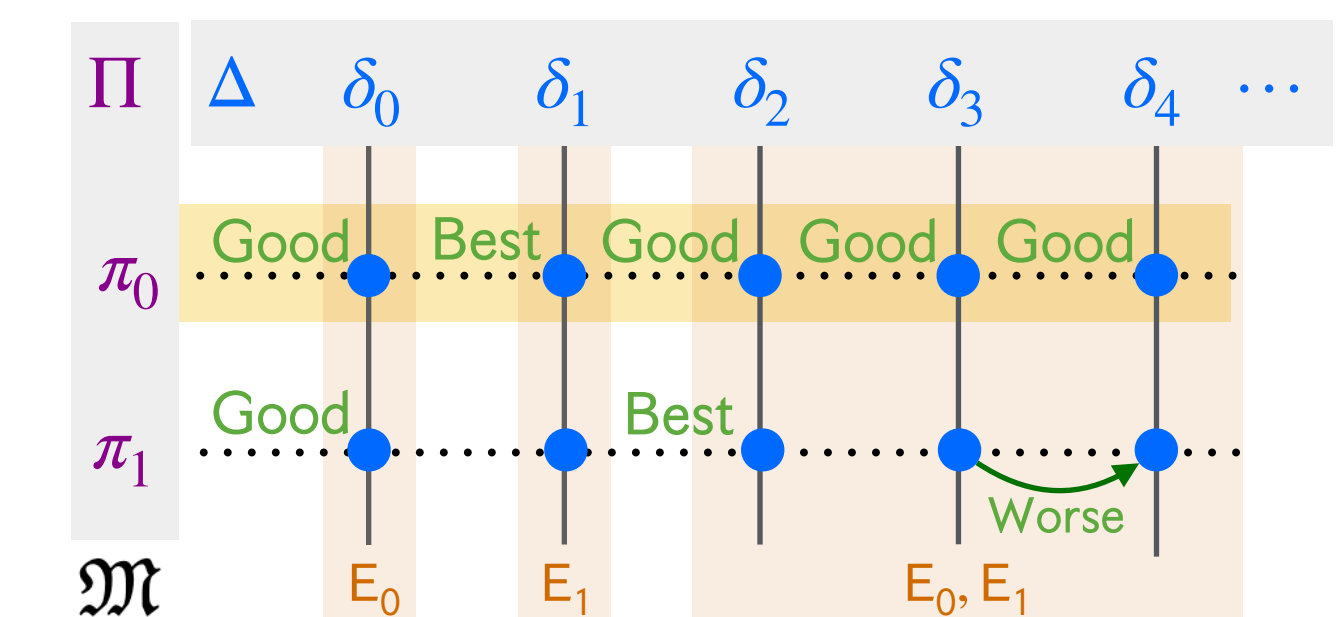 Π Δ δ₀ δ₁ δ₂ δ₃ δ₄ ⋯
π₀ Good Best Good Good Good
π₁ Good Best
Worse
𝔐 E₀ E₁ E₀, E₁